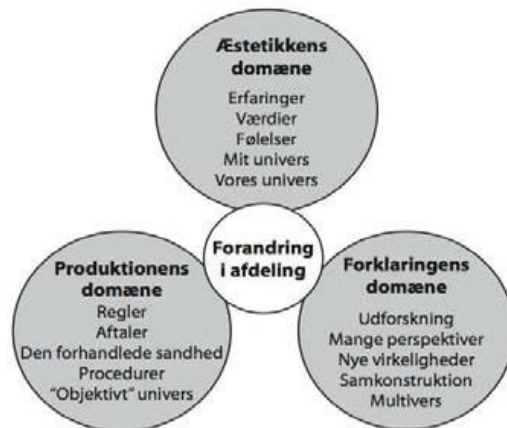 Æstetikkens
domæne
Erfaringer
Værdier
Følelser
Mit univers
Vores univers
Forandring
i afdeling
Produktionens
domæne
Regler
Aftaler
Den forhandlede sandhed
Procedurer
"Objektivt" univers
Forklaringens
domæne
Udforskning
Mange perspektiver
Nye virkeligheder
Samkonstruktion
Multivers